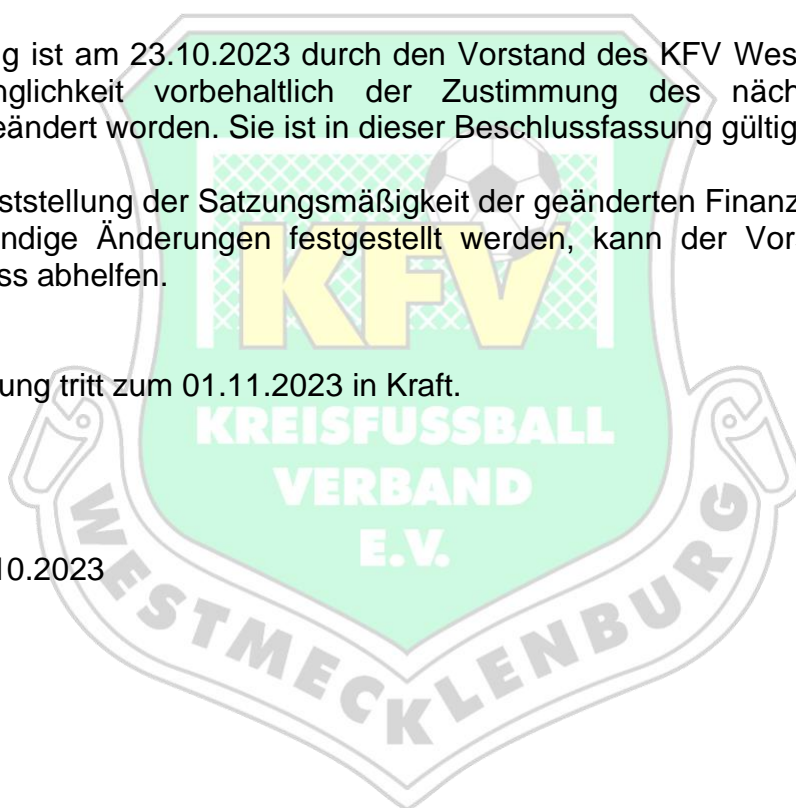 g ist am 23.10.2023 durch den Vorstand des KFV Wes
nglichkeit vorbehaltlich der Zustimmung des näch
eändert worden. Sie ist in dieser Beschlussfassung gültig
ststellung der Satzungsmäßigkeit der geänderten Finanz
ndige Änderungen festgestellt werden, kann der Vor
ss abhelfen.
ung tritt zum 01.11.2023 in Kraft.
10.2023
KFV
KREISFUSSBALL
VERBAND
E.V.
WESTMECKLENBURG